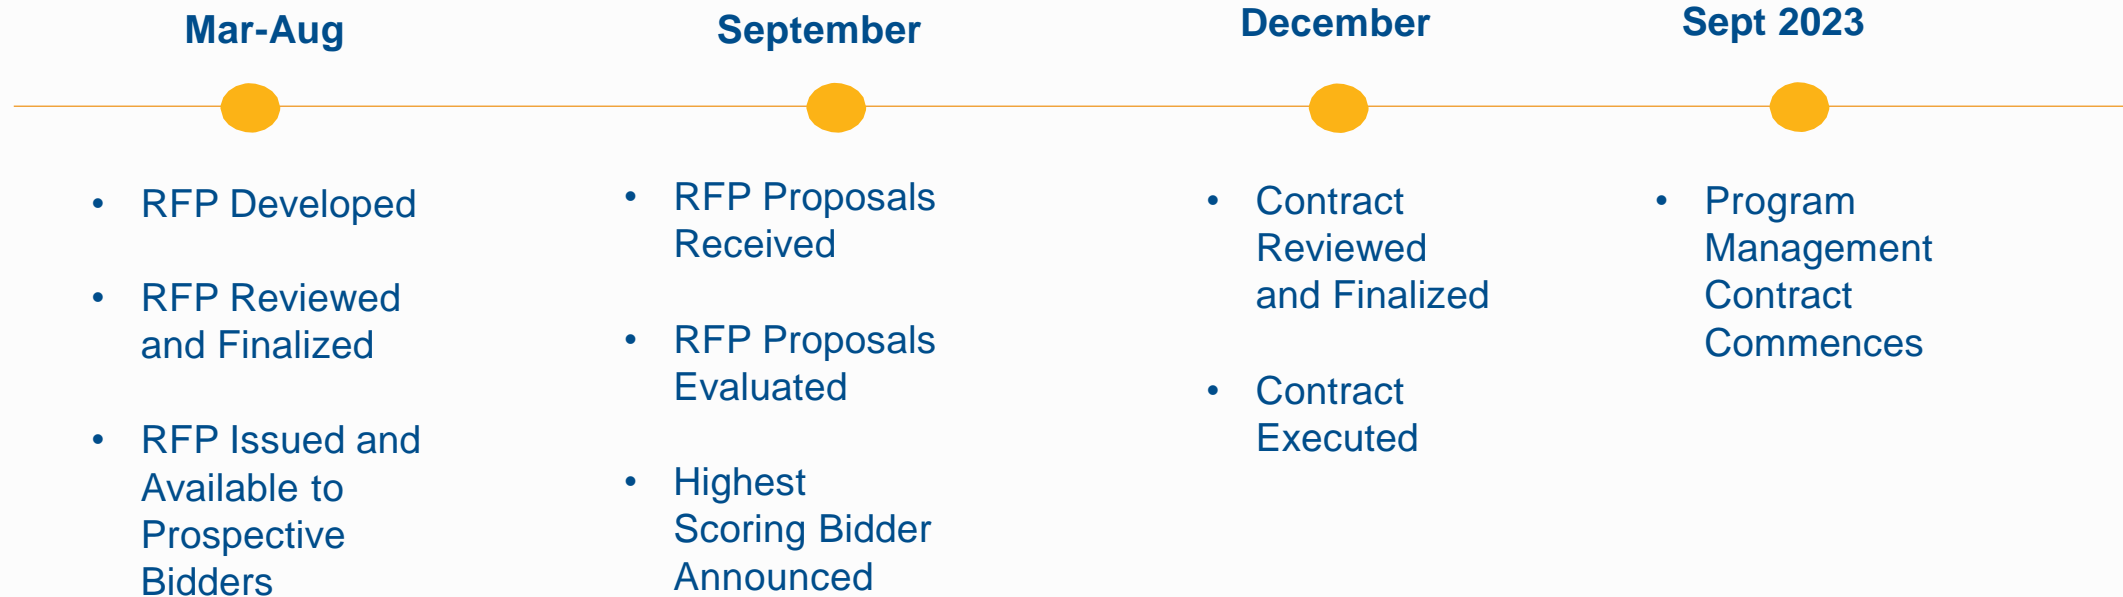 Mar-Aug
• RFP Developed
• RFP Reviewed
and Finalized
• RFP Issued and
Available to
Prospective
Bidders
September
• RFP Proposals
Received
• RFP Proposals
Evaluated
• Highest
Scoring Bidder
Announced
December
• Contract
Reviewed
and Finalized
• Contract
Executed
Sept 2023
• Program
Management
Contract
Commences